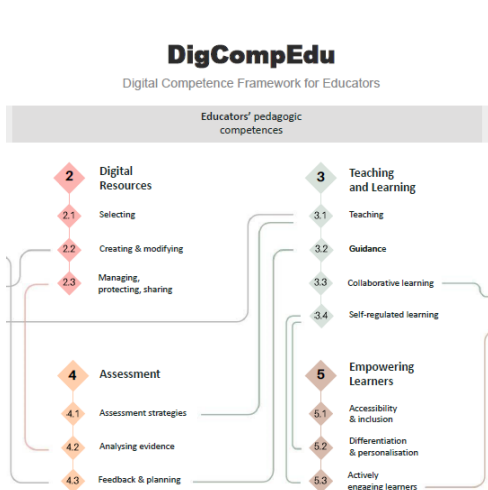 DigCompEdu
Digital Competence Framework for Educators
Educators' pedagogic
competences
2
Digital
Resources
2.1 Selecting
2.2 Creating & modifying
2.3 Managing,
protecting, sharing
3
Teaching
and Learning
3.1 Teaching
3.2 Guidance
3.3 Collaborative learning
3.4 Self-regulated learning
4 Assessment
4.1 Assessment strategies
4.2 Analysing evidence
4.3 Feedback & planning
5
Empowering
Learners
5.1 Accessibility
& inclusion
5.2 Differentiation
& personalisation
5.3 Actively
engaging learners